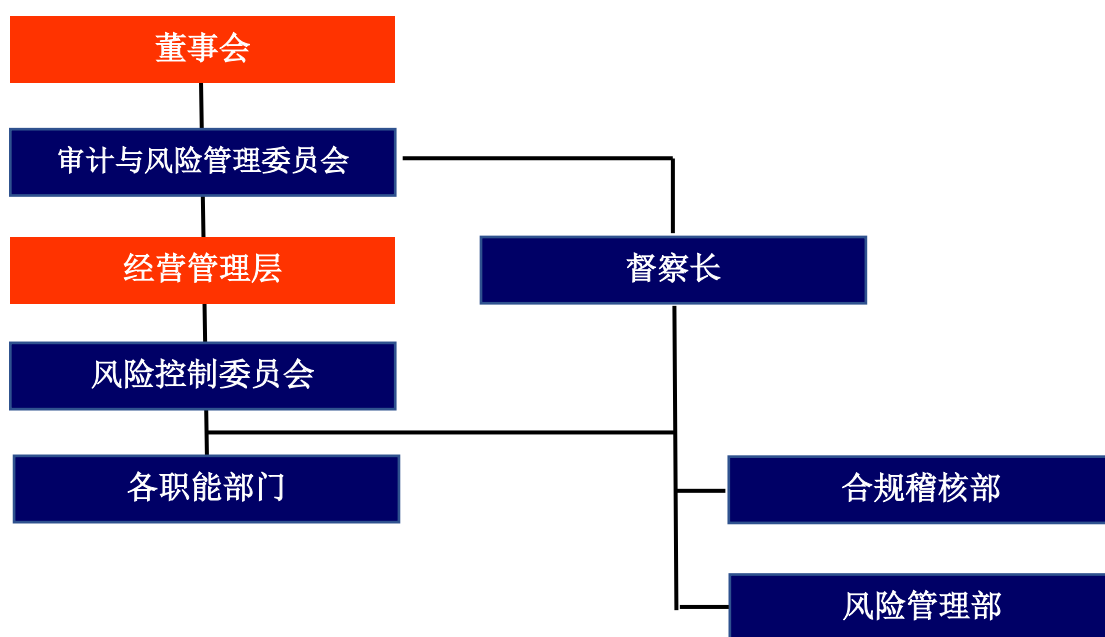 董事会
审计与风险管理委员会
经营管理层
督察长
风险控制委员会
各职能部门
合规稽核部
风险管理部